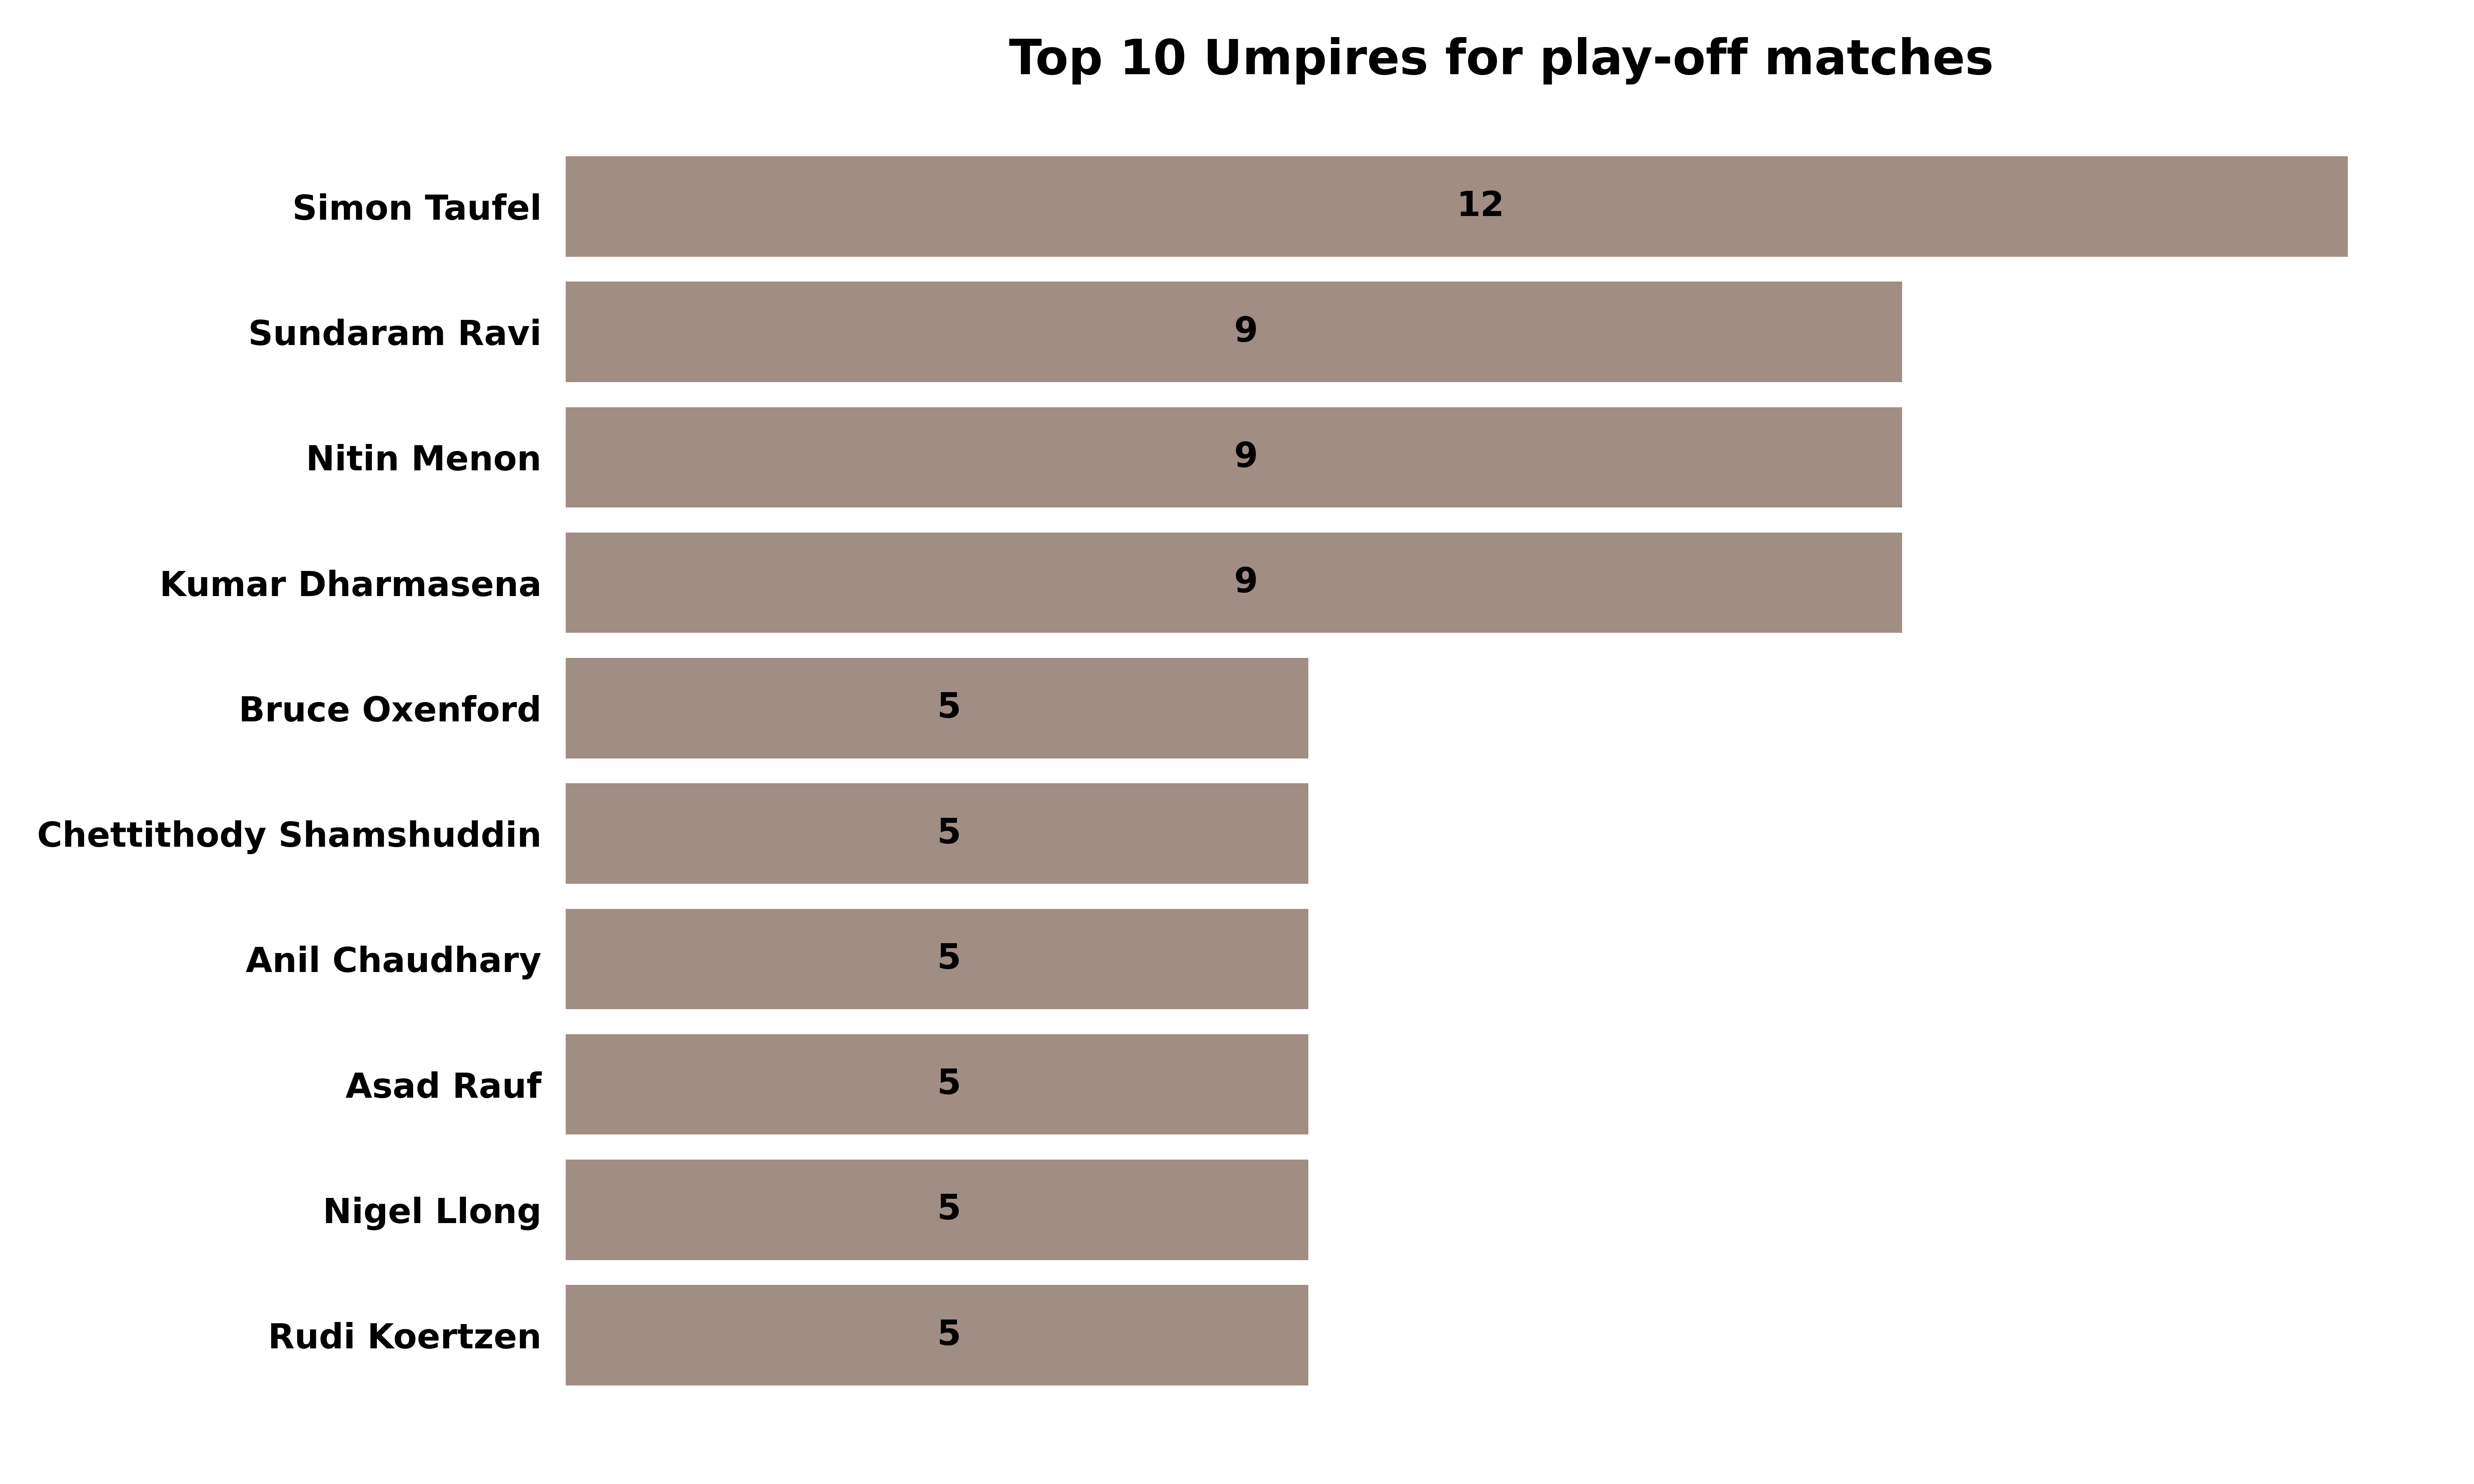 Top 10 Umpires for play-off matches
Simon Taufel 12
Sundaram Ravi 9
Nitin Menon 9
Kumar Dharmasena 9
Bruce Oxenford 5
Chettithody Shamshuddin 5
Anil Chaudhary 5
Asad Rauf 5
Nigel Llong 5
Rudi Koertzen 5